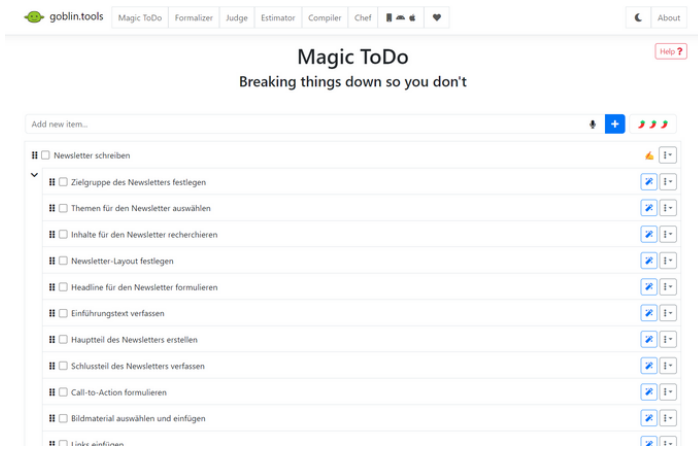 goblin.tools Magic ToDo Formalizer Judge Estimator Compiler Chef About
Magic ToDo
Help ?
Breaking things down so you don't
Add new item...
Newsletter schreiben
Zielgruppe des Newsletters festlegen
Themen für den Newsletter auswählen
Inhalte für den Newsletter recherchieren
Newsletter-Layout festlegen
Headline für den Newsletter formulieren
Einführungstext verfassen
Hauptteil des Newsletters erstellen
Schlussteil des Newsletters verfassen
Call-to-Action formulieren
Bildmaterial auswählen und einfügen
Links einfügen